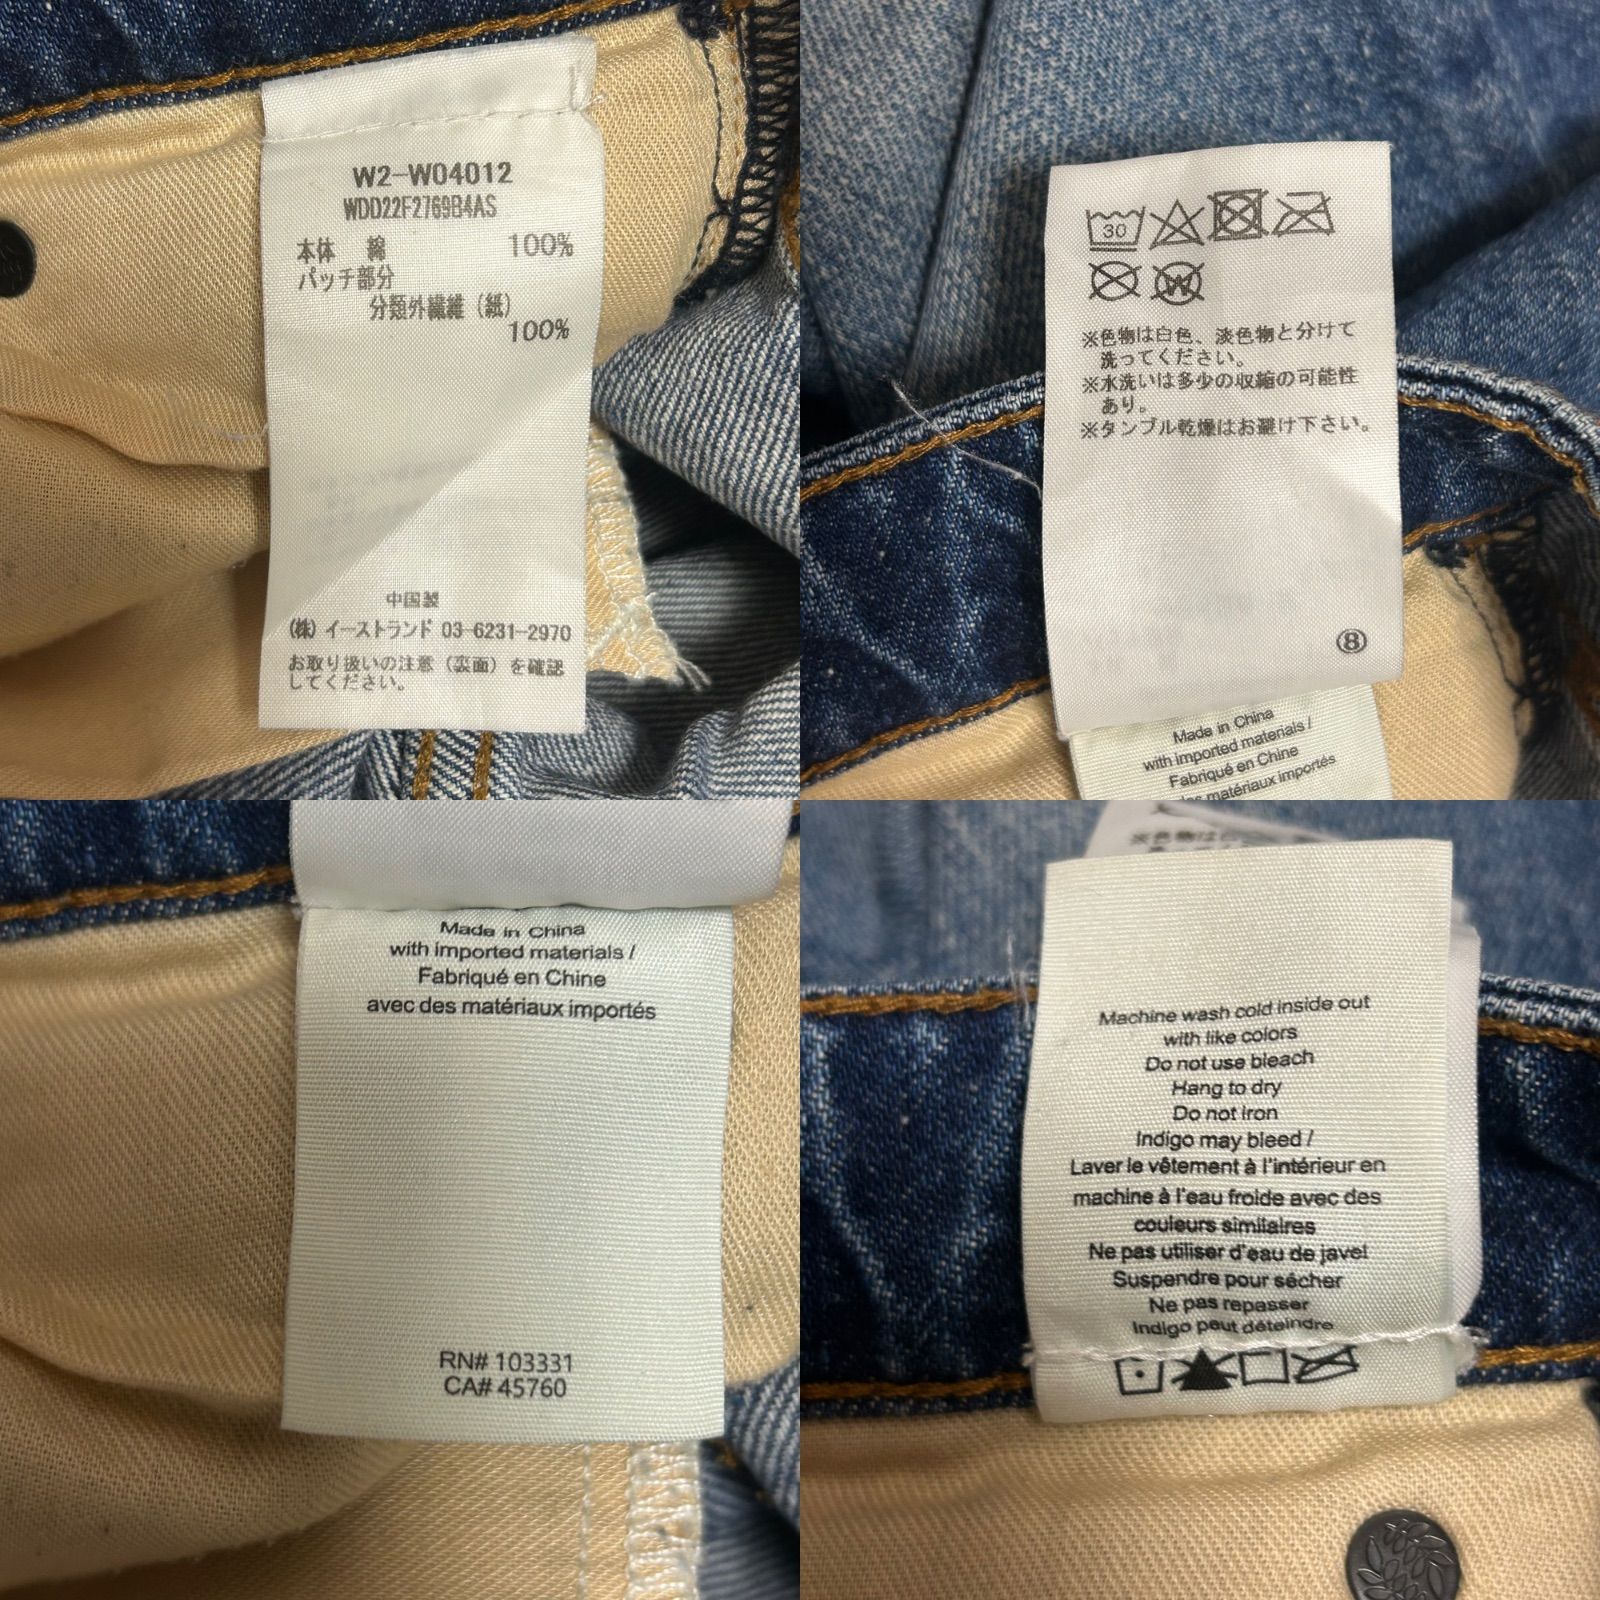 W2-W04012
WDD22F2769B4AS
本体 綿 100%
パッチ部分
分類外繊維（紙）
100%
中国製
(株) イーストランド 03-6231-2970
お取り扱いの注意（裏面）を確認
してください。
30
W
※色物は白色、淡色物と分けて
洗ってください。
※水洗いは多少の収縮の可能性
あり。
※タンブル乾燥はお避け下さい。
⑧
Made in China
with imported materials /
Fabriqué en Chine
matériaux importés
Made in China
with imported materials /
Fabriqué en Chine
avec des matériaux importés
RN# 103331
CA# 45760
※色物は
Machine wash cold inside out
with like colors
Do not use bleach
Hang to dry
Do not iron
Indigo may bleed /
Laver le vêtement à l'intérieur en
machine à l'eau froide avec des
couleurs similaires
Ne pas utiliser d'eau de javel
Suspendre pour sécher
Ne pas repasser
Indigo peut déteindre